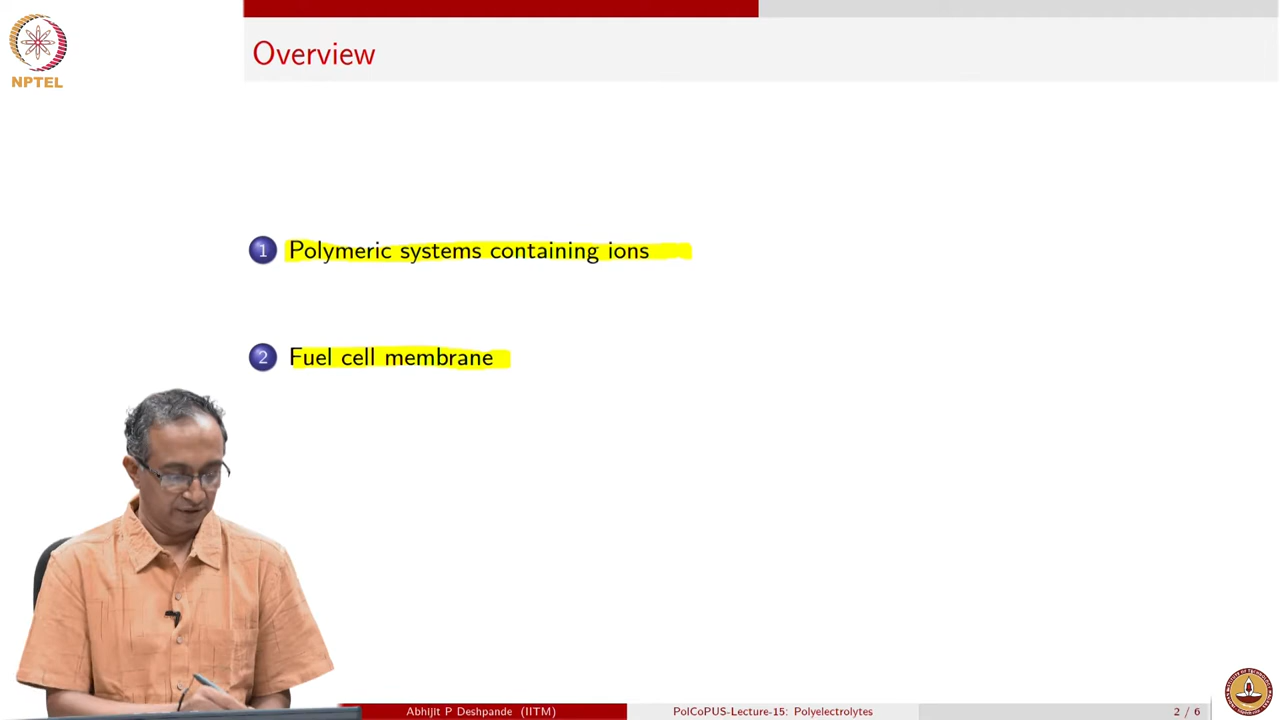 NPTEL
Overview
1 Polymeric systems containing ions
2 Fuel cell membrane
Abhijit P Deshpande (IITM)
PolCoPUS-Lecture-15: Polyelectrolytes
2 / 6